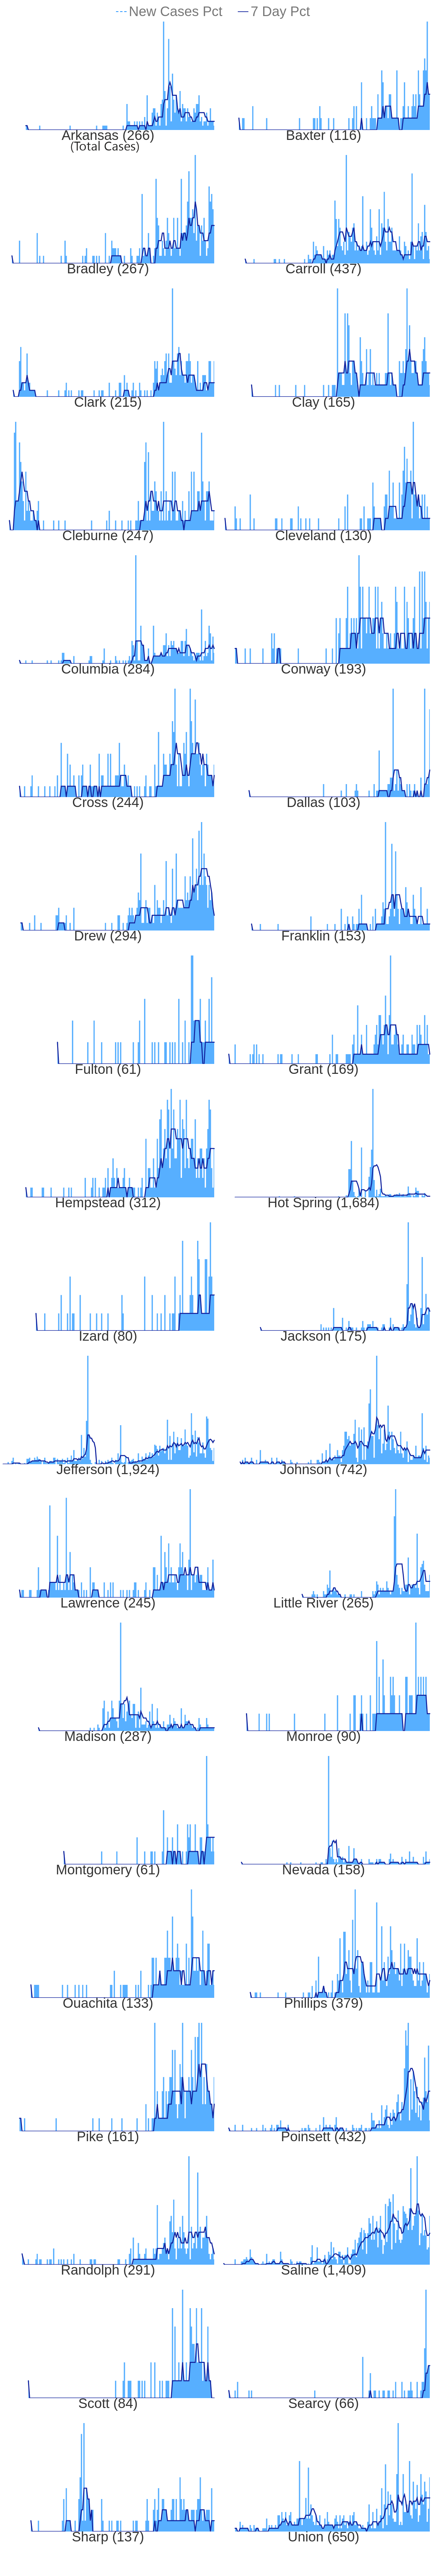 New Cases Pct 7 Day Pct
Arkansas (266) Baxter (116)
(Total Cases)
Bradley (267) Carroll (437)
Clark (215) Clay (165)
Cleburne (247) Cleveland (130)
Columbia (284) Conway (193)
Cross (244) Dallas (103)
Drew (294) Franklin (153)
Fulton (61) Grant (169)
Hempstead (312) Hot Spring (1,684)
Izard (80) Jackson (175)
Jefferson (1,924) Johnson (742)
Lawrence (245) Little River (265)
Madison (287) Monroe (90)
Montgomery (61) Nevada (158)
Ouachita (133) Phillips (379)
Pike (161) Poinsett (432)
Randolph (291) Saline (1,409)
Scott (84) Searcy (66)
Sharp (137) Union (650)